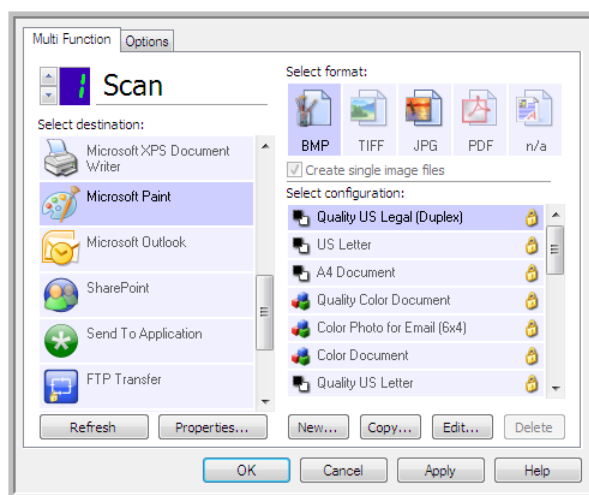 Multi Function
Options
1
Scan
Select destination:
Microsoft XPS Document
Writer
Microsoft Paint
Microsoft Outlook
SharePoint
Send To Application
FTP Transfer
Refresh
Properties...
Select format:
BMP
TIFF
JPG
PDF
n/a
Create single image files
Select configuration:
Quality US Legal (Duplex)
US Letter
A4 Document
Quality Color Document
Color Photo for Email (6x4)
Color Document
Quality US Letter
New...
Copy...
Edit...
Delete
OK
Cancel
Apply
Help